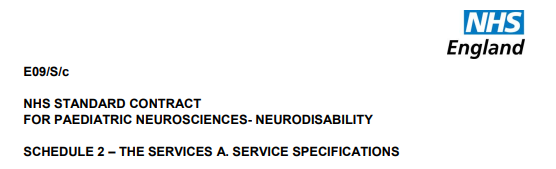 NHS
England
E09/S/c
NHS STANDARD CONTRACT
FOR PAEDIATRIC NEUROSCIENCES- NEURODISABILITY
SCHEDULE 2 – THE SERVICES A. SERVICE SPECIFICATIONS